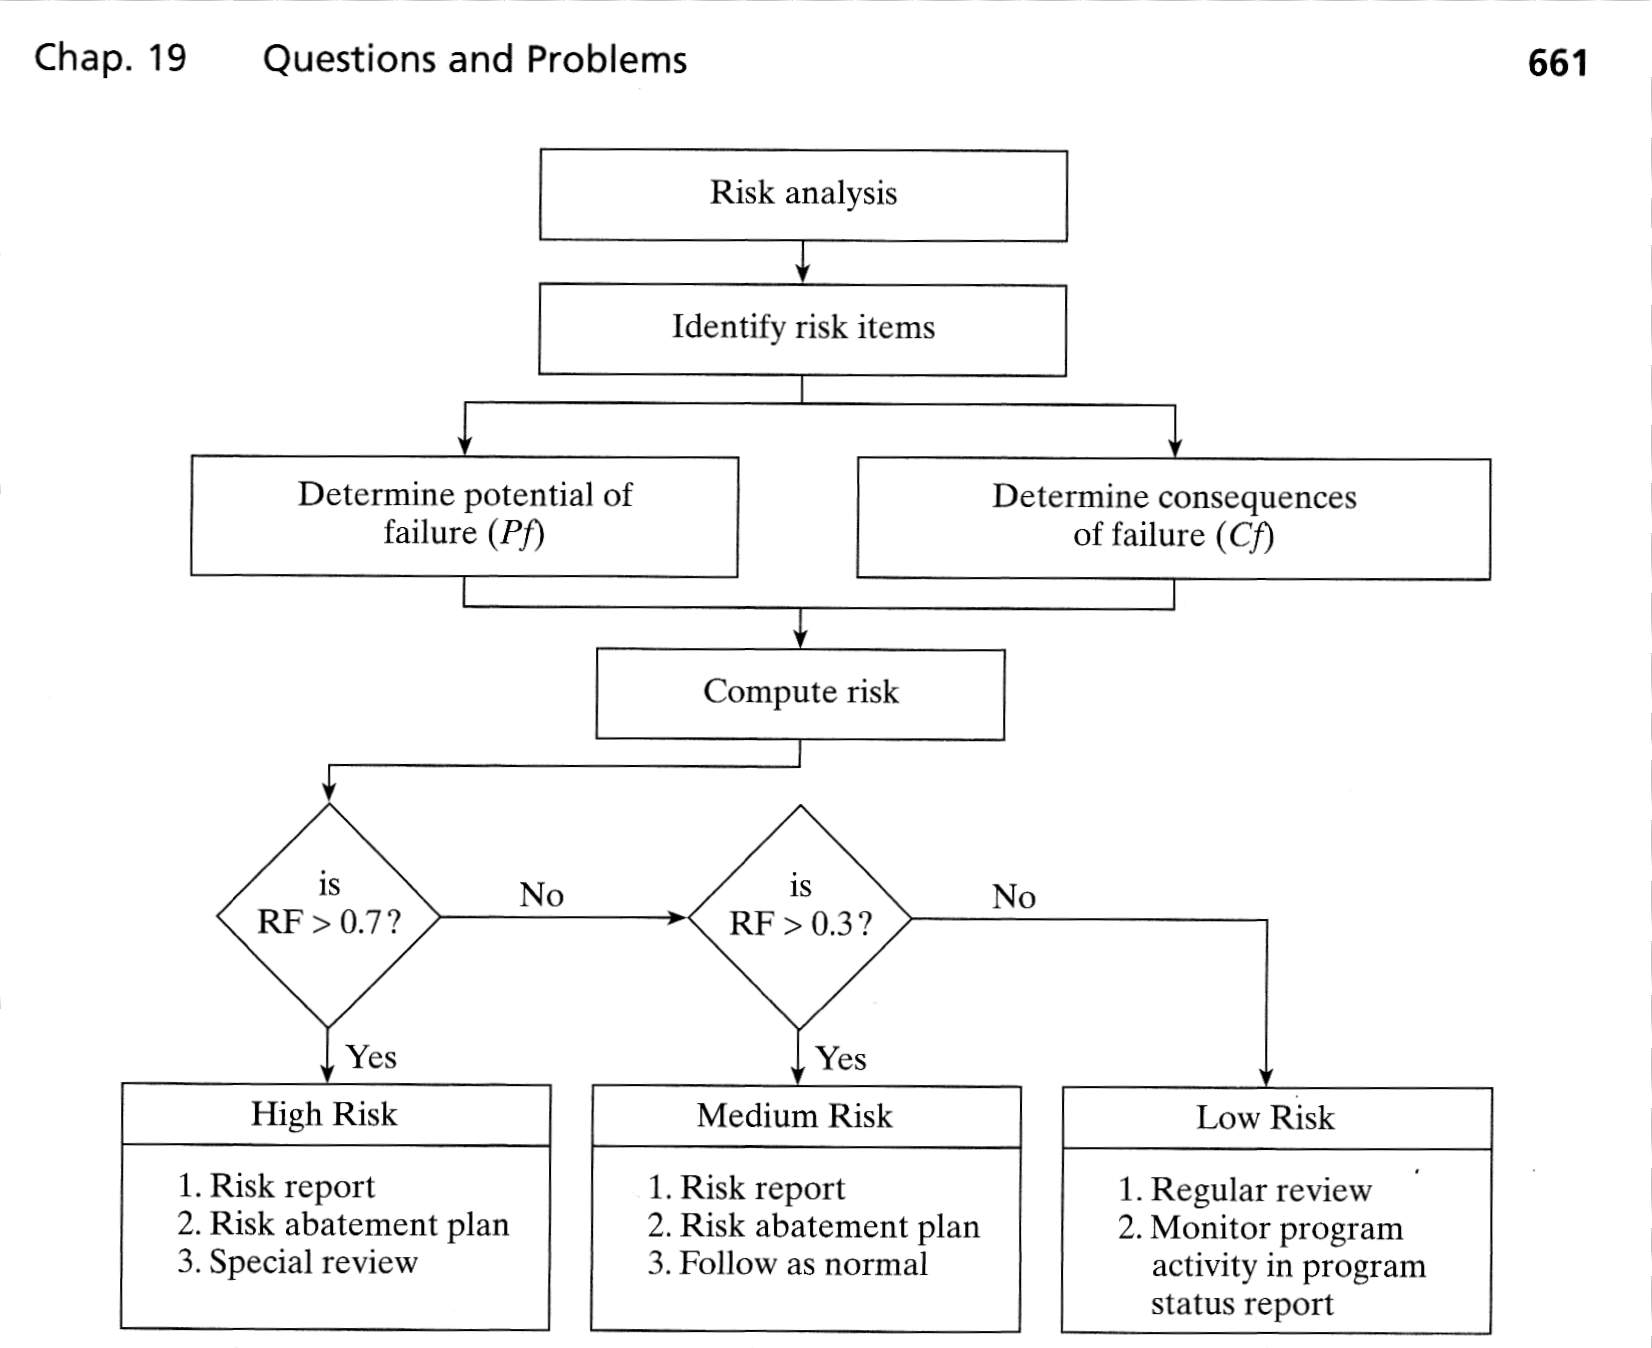 Chap. 19 Questions and Problems 661
Risk analysis
Identify risk items
Determine potential of
failure (Pf)
Determine consequences
of failure (Cf)
Compute risk
is
RF > 0.7?
No
is
RF > 0.3?
No
Yes
Yes
High Risk
1. Risk report
2. Risk abatement plan
3. Special review
Medium Risk
1. Risk report
2. Risk abatement plan
3. Follow as normal
Low Risk
1. Regular review
2. Monitor program
activity in program
status report